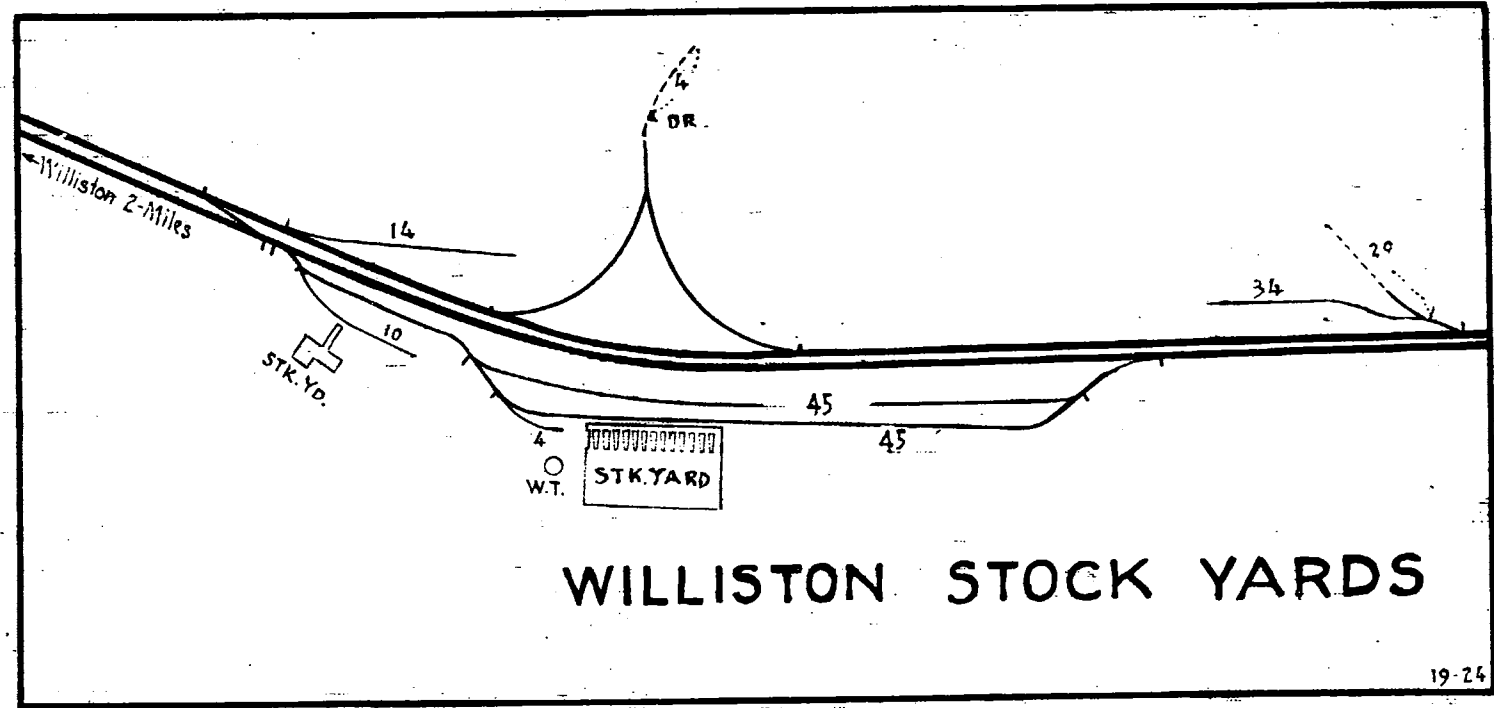 4
DR.
←Williston 2-Miles
14
29
34
10
STK. YD.
45
45
4
W.T.
STK. YARD
WILLISTON STOCK YARDS
19-24